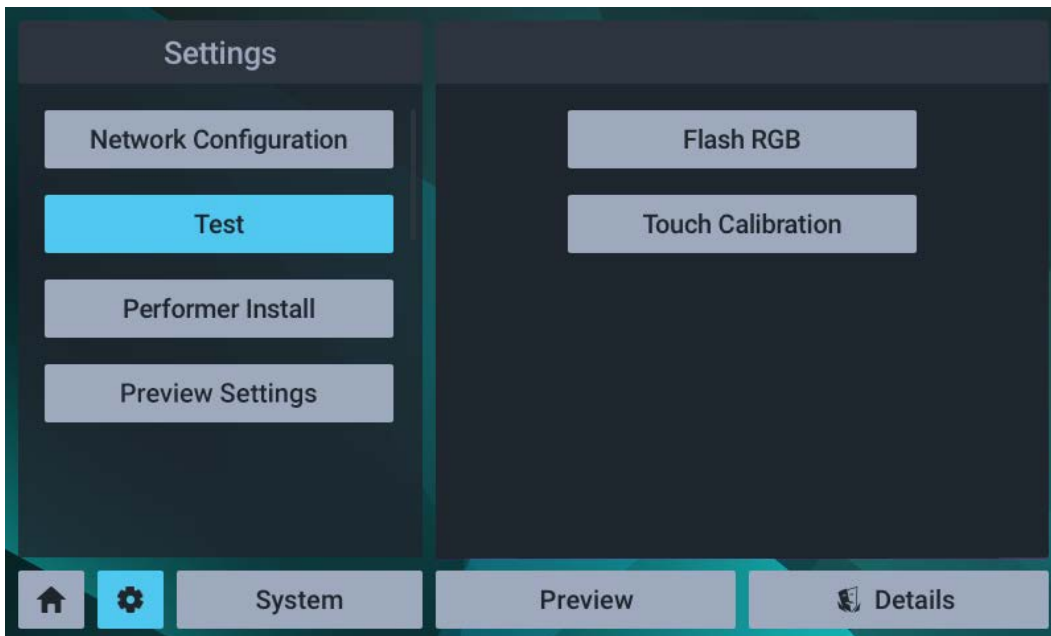 Settings
Network Configuration
Test
Performer Install
Preview Settings
Flash RGB
Touch Calibration
System
Preview
Details